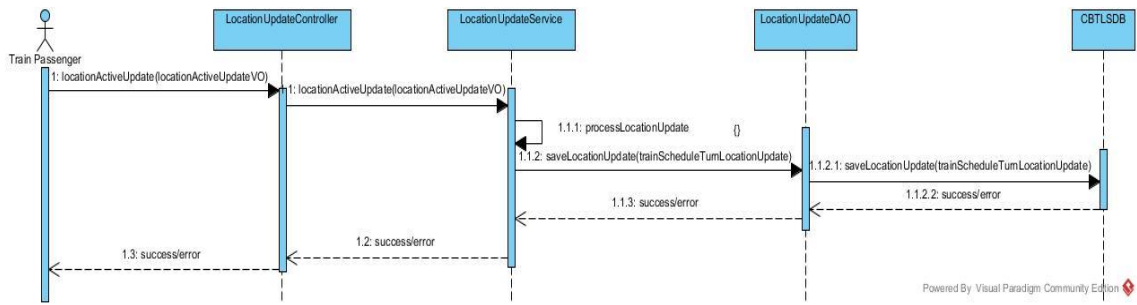 LocationUpdateController
LocationUpdateService
LocationUpdateDAO
CBTLSDB
Train Passenger
1: locationActiveUpdate(locationActiveUpdateVO)
1: locationActiveUpdate(locationActiveUpdateVO)
1.1.1: processLocationUpdate {}
1.1.2: saveLocationUpdate(trainScheduleTurnLocationUpdate)
1.1.2.1: saveLocationUpdate(trainScheduleTurnLocationUpdate)
1.1.2.2: success/error
1.1.3: success/error
1.2: success/error
1.3: success/error
Powered By Visual Paradigm Community Edition